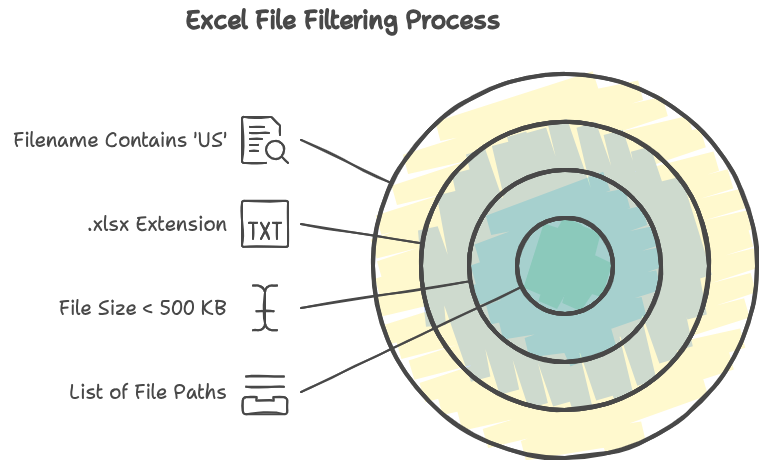 Excel File Filtering Process
Filename Contains 'US'
.xlsx Extension
TXT
File Size < 500 KB
List of File Paths